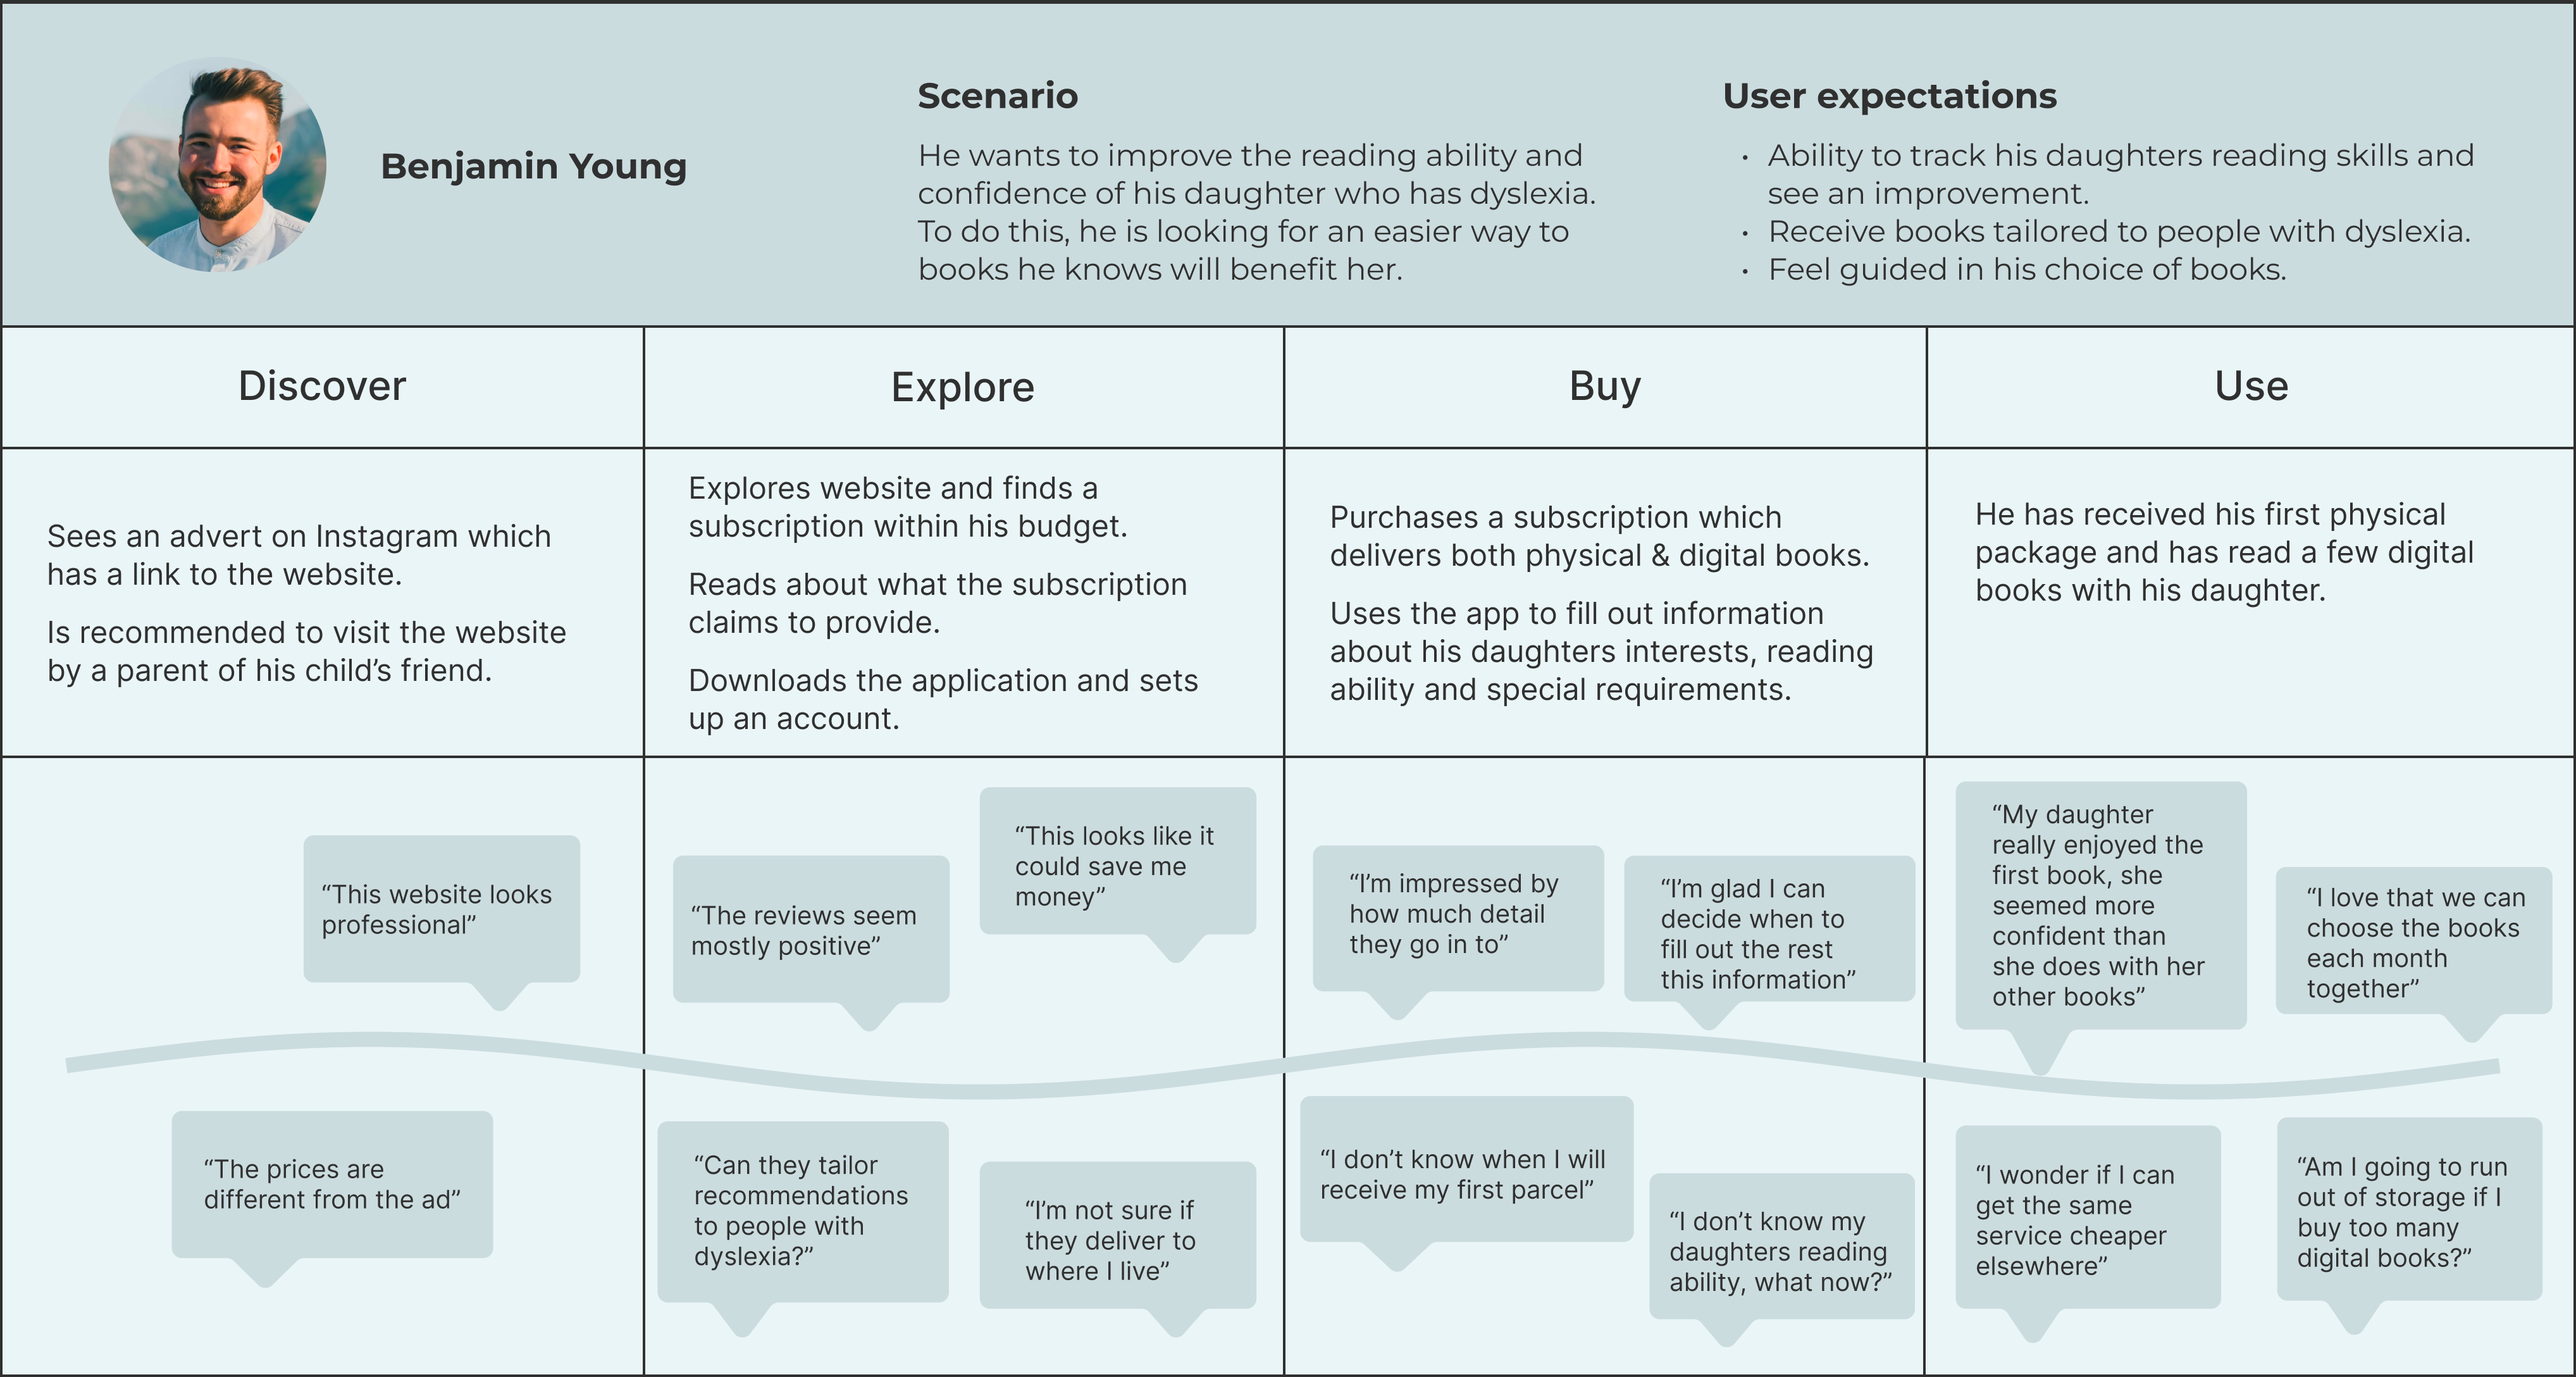 Benjamin Young
Scenario
He wants to improve the reading ability and
confidence of his daughter who has dyslexia.
To do this, he is looking for an easier way to
books he knows will benefit her.
User expectations
• Ability to track his daughters reading skills and
see an improvement.
• Receive books tailored to people with dyslexia.
• Feel guided in his choice of books.
Discover
Explore
Buy
Use
Sees an advert on Instagram which
has a link to the website.
Is recommended to visit the website
by a parent of his child’s friend.
Explores website and finds a
subscription within his budget.
Reads about what the subscription
claims to provide.
Downloads the application and sets
up an account.
Purchases a subscription which
delivers both physical & digital books.
Uses the app to fill out information
about his daughters interests, reading
ability and special requirements.
He has received his first physical
package and has read a few digital
books with his daughter.
“This website looks
professional”
“The prices are
different from the ad”
“The reviews seem
mostly positive”
“This looks like it
could save me
money”
“Can they tailor
recommendations
to people with
dyslexia?”
“I’m not sure if
they deliver to
where I live”
“I’m impressed by
how much detail
they go in to”
“I’m glad I can
decide when to
fill out the rest
this information”
“I don’t know when I will
receive my first parcel”
“I don’t know my
daughters reading
ability, what now?”
“My daughter
really enjoyed the
first book, she
seemed more
confident than
she does with her
other books”
“I love that we can
choose the books
each month
together”
“I wonder if I can
get the same
service cheaper
elsewhere”
“Am I going to run
out of storage if I
buy too many
digital books?”